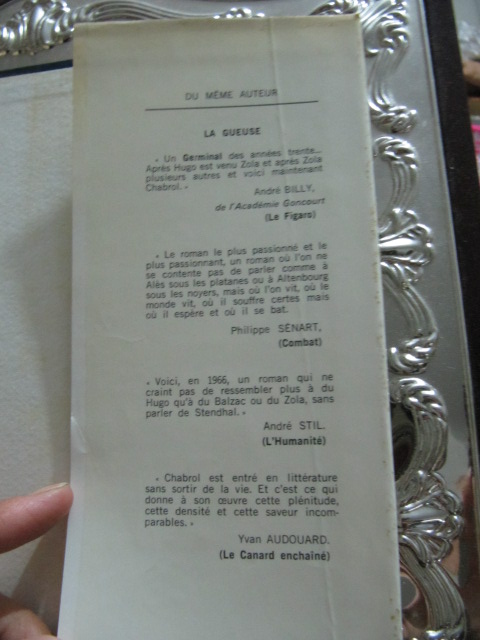 DU MÊME AUTEUR
LA GUEUSE
« Un Germinal des années trente...
Après Hugo est venu Zola et après Zola
plusieurs autres et voici maintenant
Chabrol. »
André BILLY,
de l'Académie Goncourt
(Le Figaro)
« Le roman le plus passionné et le
plus passionnant, un roman où l'on ne
se contente pas de parler comme à
Alès sous les platanes ou à Altenbourg
sous les noyers, mais où l'on vit, où le
monde vit, où il souffre certes mais
où il espère et où il se bat.
Philippe SÉNART,
(Combat)
« Voici, en 1966, un roman qui ne
craint pas de ressembler plus à du
Hugo qu'à du Balzac ou du Zola, sans
parler de Stendhal. »
André STIL.
(L'Humanité)
« Chabrol est entré en littérature
sans sortir de la vie. Et c'est ce qui
donne à son œuvre cette plénitude,
cette densité et cette saveur incom-
parables. »
Yvan AUDOUARD.
(Le Canard enchaîné)